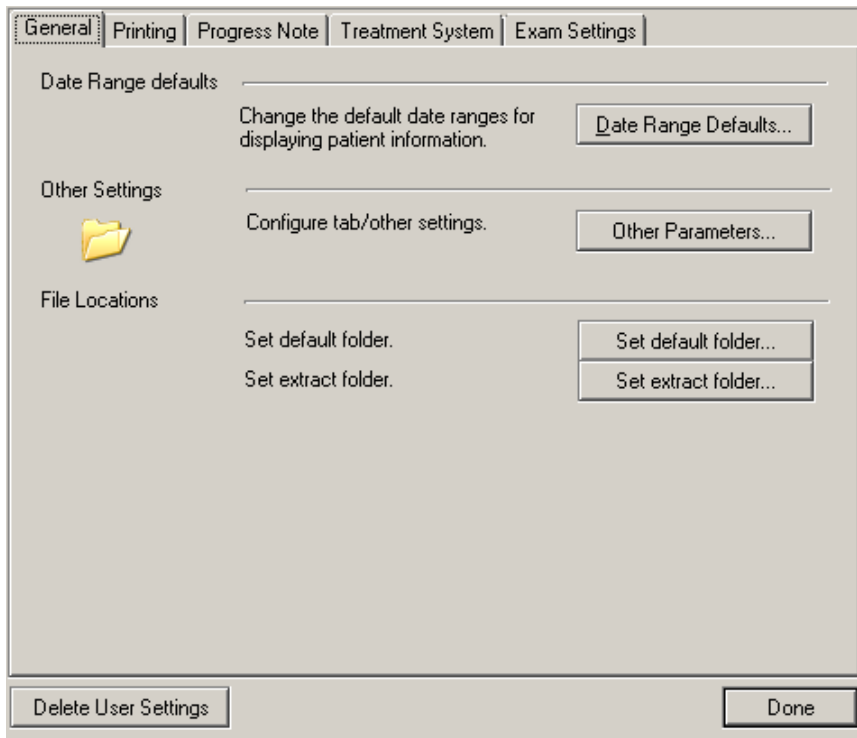 General
Printing
Progress Note
Treatment System
Exam Settings
Date Range defaults
Change the default date ranges for
displaying patient information.
Date Range Defaults...
Other Settings
Configure tab/other settings.
Other Parameters...
File Locations
Set default folder.
Set default folder...
Set extract folder.
Set extract folder...
Delete User Settings
Done